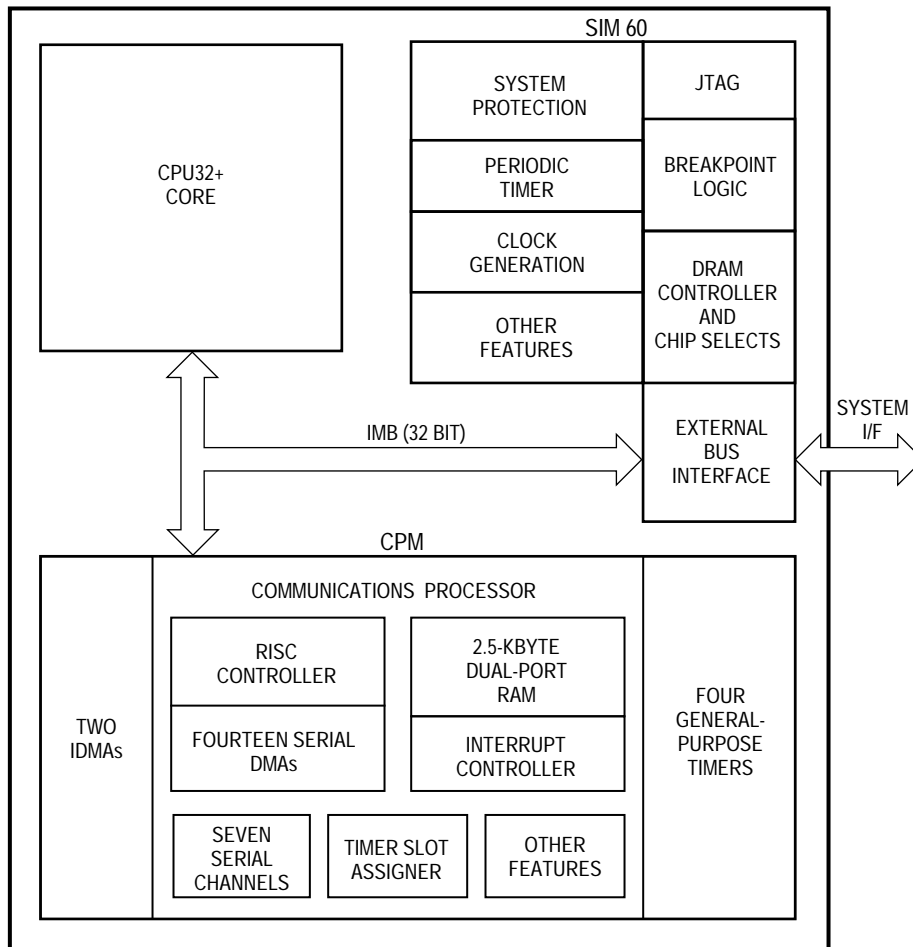 SIM 60
CPU32+
CORE
SYSTEM
PROTECTION
JTAG
PERIODIC
TIMER
BREAKPOINT
LOGIC
CLOCK
GENERATION
DRAM
CONTROLLER
AND
CHIP SELECTS
OTHER
FEATURES
IMB (32 BIT)
EXTERNAL
BUS
INTERFACE
SYSTEM
I/F
CPM
TWO
IDMAs
COMMUNICATIONS PROCESSOR
RISC
CONTROLLER
2.5-KBYTE
DUAL-PORT
RAM
FOURTEEN SERIAL
DMAs
INTERRUPT
CONTROLLER
SEVEN
SERIAL
CHANNELS
TIMER SLOT
ASSIGNER
OTHER
FEATURES
FOUR
GENERAL-
PURPOSE
TIMERS